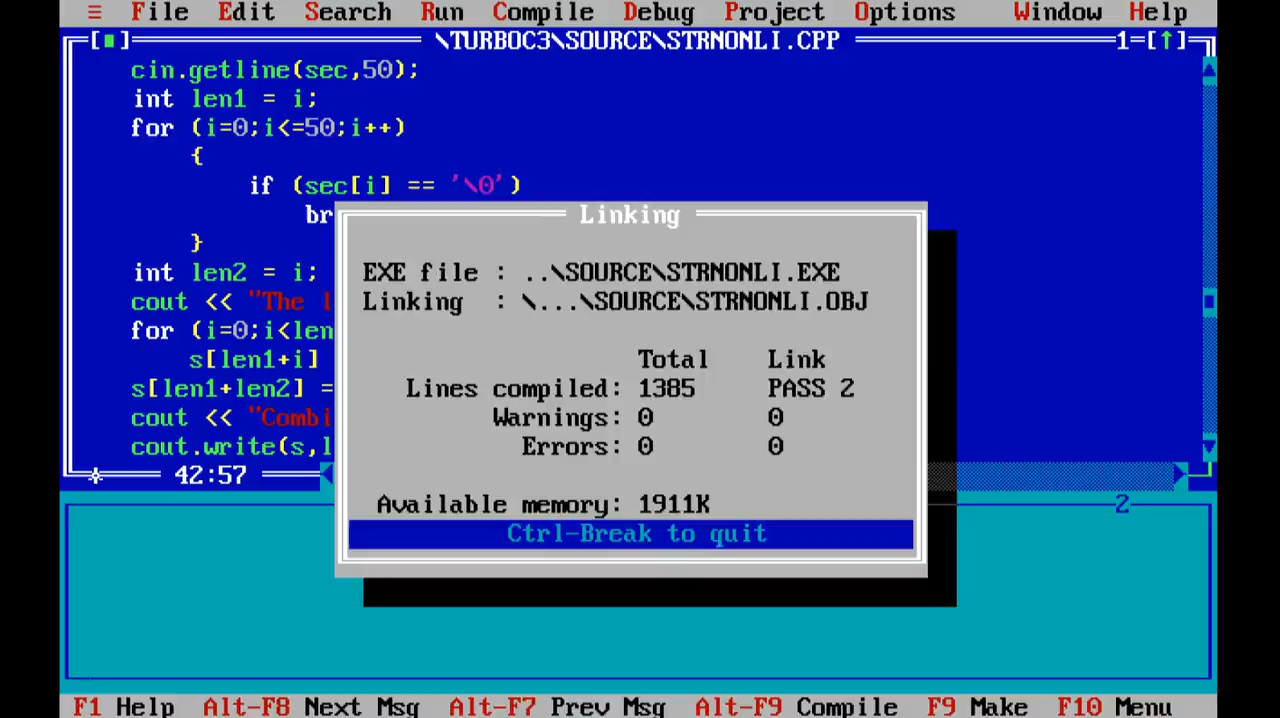 ≡ File Edit Search Run Compile Debug Project Options Window Help
[■] \TURBOC3\SOURCE\STRNONLI.CPP 1=[↑]
cin.getline(sec,50);
int len1 = i;
for (i=0;i<=50;i++)
{
if (sec[i] == '\0')
br
}
int len2 = i;
cout << "The l
for (i=0;i<len
s[len1+i]
s[len1+len2] =
cout << "Combi
cout.write(s,l
42:57
Linking
EXE file : ..\SOURCE\STRNONLI.EXE
Linking : \...\SOURCE\STRNONLI.OBJ
Total Link
Lines compiled: 1385 PASS 2
Warnings: 0 0
Errors: 0 0
Available memory: 1911K
Ctrl-Break to quit
2
F1 Help Alt-F8 Next Msg Alt-F7 Prev Msg Alt-F9 Compile F9 Make F10 Menu